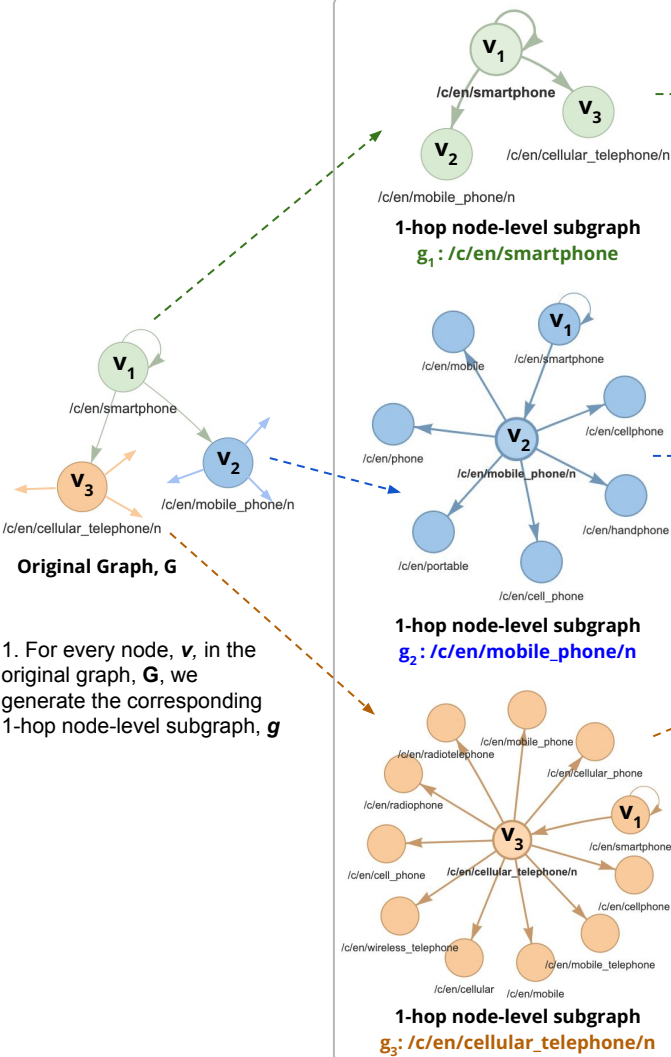 v1
/c/en/smartphone
v3
/c/en/cellular_telephone/n
v2
/c/en/mobile_phone/n
Original Graph, G
1. For every node, v, in the
original graph, G, we
generate the corresponding
1-hop node-level subgraph, g
v1
/c/en/smartphone
v2
/c/en/mobile_phone/n
v3
/c/en/cellular_telephone/n
1-hop node-level subgraph
g1: /c/en/smartphone
v1
/c/en/smartphone
/c/en/mobile
/c/en/cellphone
/c/en/phone
v2
/c/en/mobile_phone/n
/c/en/handphone
/c/en/portable
/c/en/cell_phone
1-hop node-level subgraph
g2: /c/en/mobile_phone/n
/c/en/mobile_phone
/c/en/radiotelephone
/c/en/cellular_phone
/c/en/radiophone
v1
/c/en/smartphone
v3
/c/en/cellular_telephone/n
/c/en/cell_phone
/c/en/cellphone
/c/en/wireless_telephone
/c/en/mobile_telephone
/c/en/cellular
/c/en/mobile
1-hop node-level subgraph
g3: /c/en/cellular_telephone/n